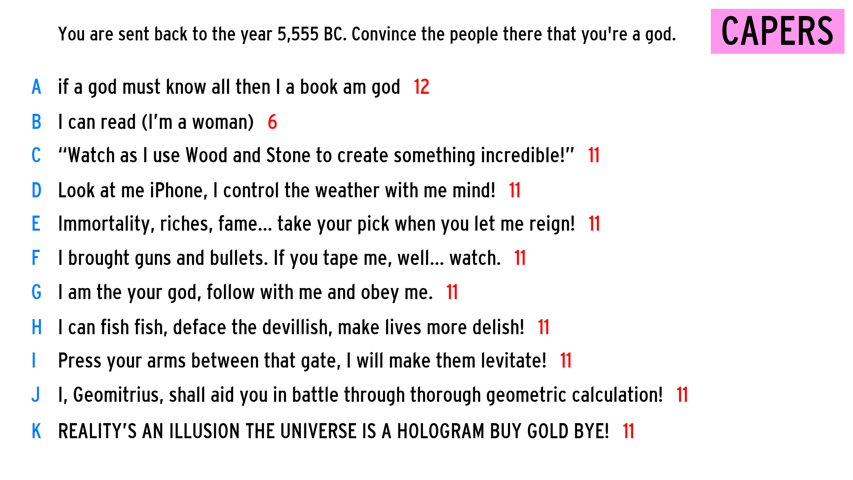 You are sent back to the year 5,555 BC. Convince the people there that you're a god.
CAPERS
A if a god must know all then I a book am god 12
B I can read (I’m a woman) 6
C “Watch as I use Wood and Stone to create something incredible!” 11
D Look at me iPhone, I control the weather with me mind! 11
E Immortality, riches, fame... take your pick when you let me reign! 11
F I brought guns and bullets. If you tape me, well... watch. 11
G I am the your god, follow with me and obey me. 11
H I can fish fish, deface the devillish, make lives more delish! 11
I Press your arms between that gate, I will make them levitate! 11
J I, Geomitrius, shall aid you in battle through thorough geometric calculation! 11
K REALITY’S AN ILLUSION THE UNIVERSE IS A HOLOGRAM BUY GOLD BYE! 11